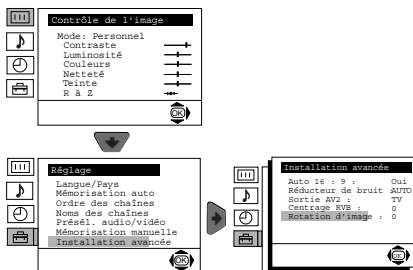 Contrôle de l'image
Mode: Personnel
Contraste
Luminosité
Couleurs
Netteté
Teinte
R à Z
OK
Réglage
Langue/Pays
Mémorisation auto
Ordre des chaînes
Noms des chaînes
Présél. audio/vidéo
Mémorisation manuelle
Installation avancée
OK
Installation avancée
Auto 16 : 9 : Oui
Réducteur de bruit :AUTO
Sortie AV2 : TV
Centrage RVB : 0
Rotation d'image : 0
OK